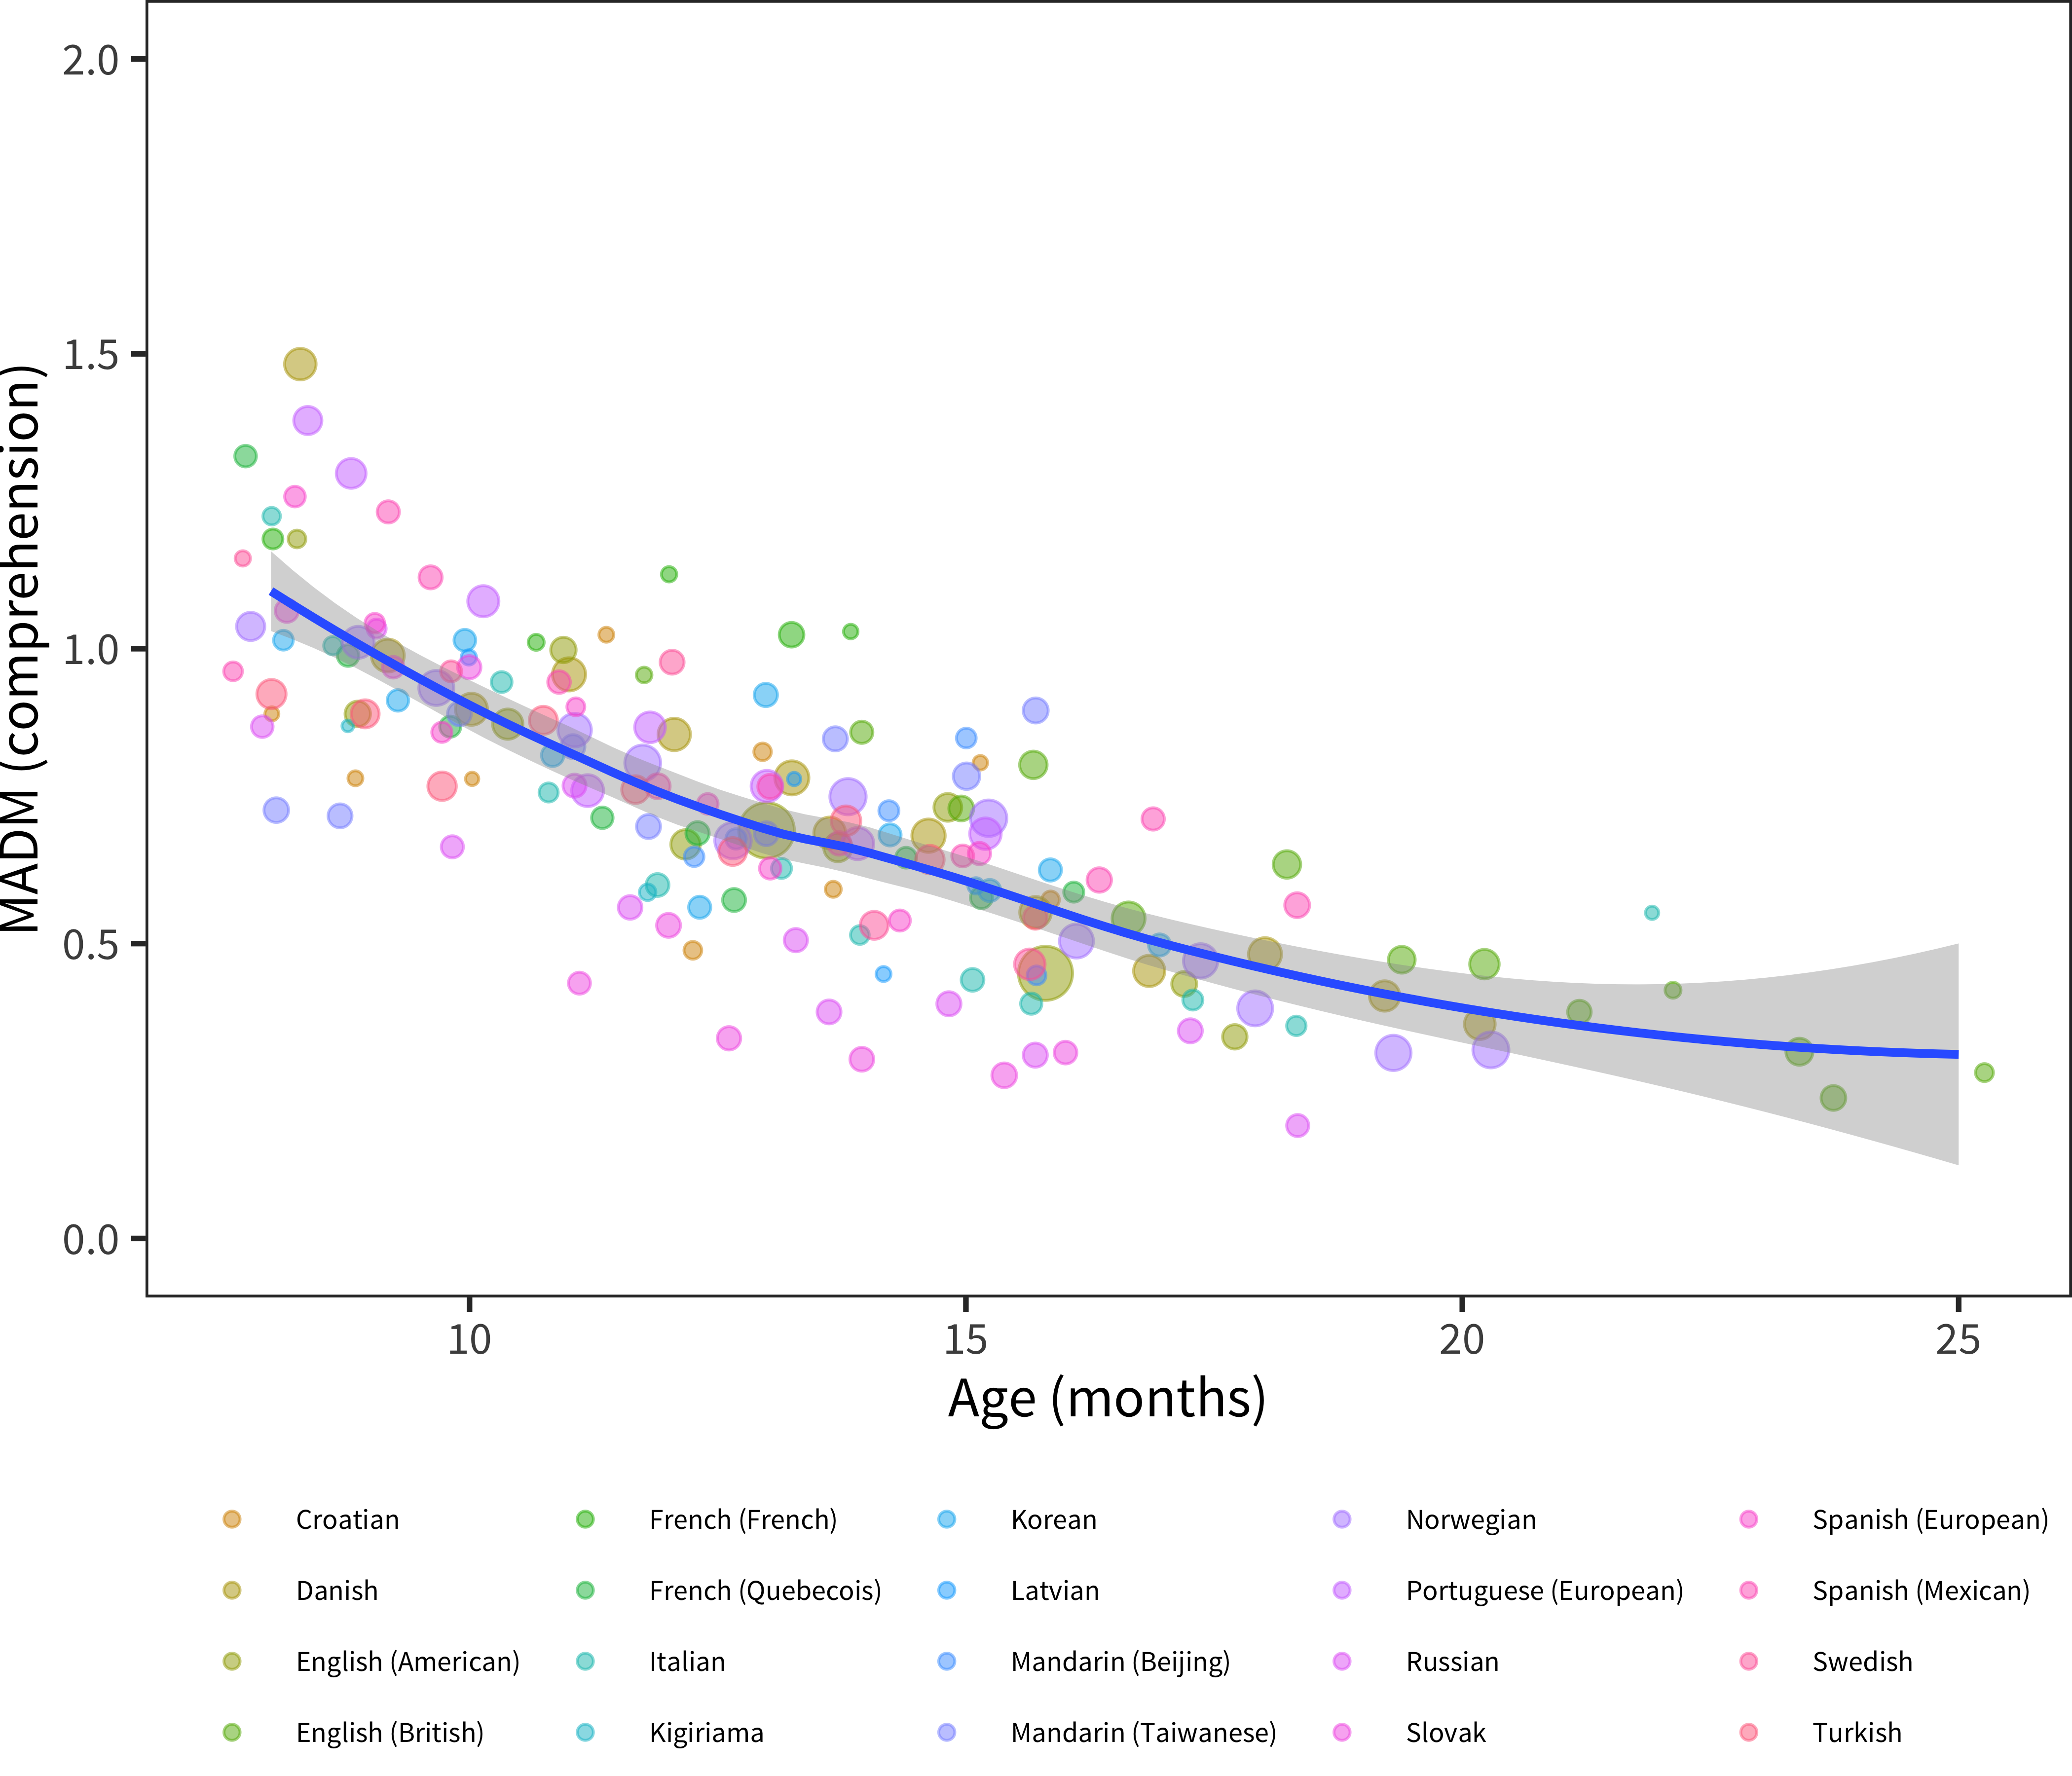 MADM (comprehension)
2.0
1.5
1.0
0.5
0.0
10 15 20 25
Age (months)
Croatian French (French) Korean Norwegian Spanish (European)
Danish French (Quebecois) Latvian Portuguese (European) Spanish (Mexican)
English (American) Italian Mandarin (Beijing) Russian Swedish
English (British) Kigiriama Mandarin (Taiwanese) Slovak Turkish